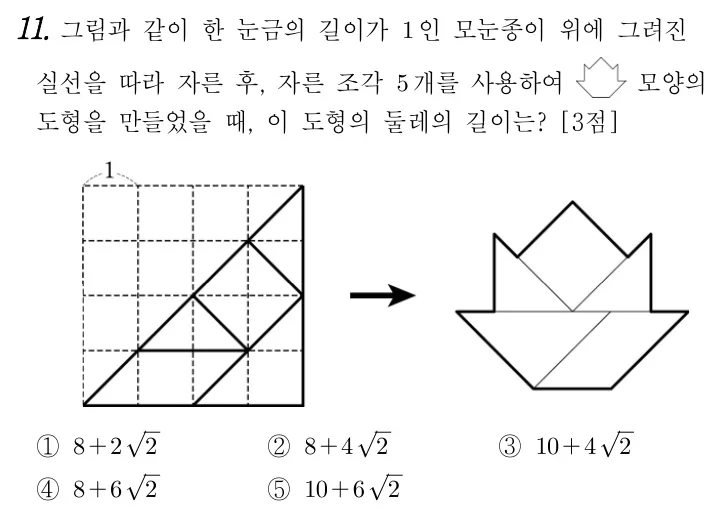 11. 그림과 같이 한 눈금의 길이가 1인 모눈종이 위에 그려진
실선을 따라 자른 후, 자른 조각 5개를 사용하여 모양의
도형을 만들었을 때, 이 도형의 둘레의 길이는? [3점]
1
① 8+2√2 ② 8+4√2 ③ 10+4√2
④ 8+6√2 ⑤ 10+6√2